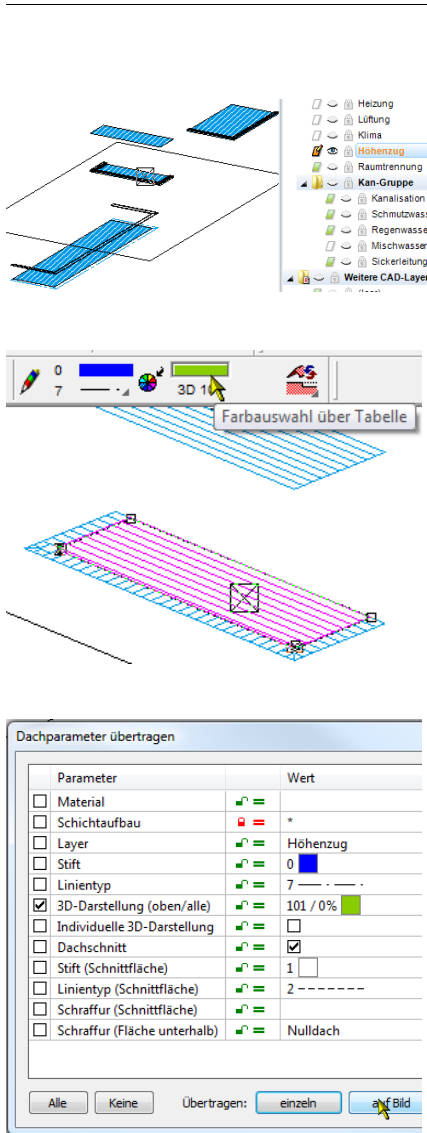 Heizung
Lüftung
Klima
Höhenzug
Raumtrennung
Kan-Gruppe
Kanalisation
Schmutzwass
Regenwasse
Mischwasser
Sickerleitung
Weitere CAD-Layer
0
7
3D 10
Farbauswahl über Tabelle
Dachparameter übertragen
Parameter Wert
Material
Schichtaufbau *
Layer Höhenzug
Stift 0
Linientyp 7
3D-Darstellung (oben/alle) 101 / 0%
Individuelle 3D-Darstellung
Dachschnitt
Stift (Schnittfläche) 1
Linientyp (Schnittfläche) 2
Schraffur (Schnittfläche)
Schraffur (Fläche unterhalb) Nulldach
Alle Keine Übertragen: einzeln auf Bild